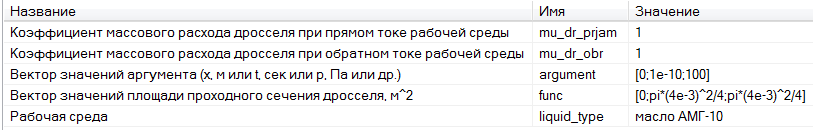 Название Имя Значение
Коэффициент массового расхода дросселя при прямом токе рабочей среды mu_dr_prjam 1
Коэффициент массового расхода дросселя при обратном токе рабочей среды mu_dr_obr 1
Вектор значений аргумента (х, м или t, сек или р, Па или др.) argument [0;1e-10;100]
Вектор значений площади проходного сечения дросселя, м^2 func [0;pi*(4e-3)^2/4;pi*(4e-3)^2/4]
Рабочая среда liquid_type масло АМГ-10